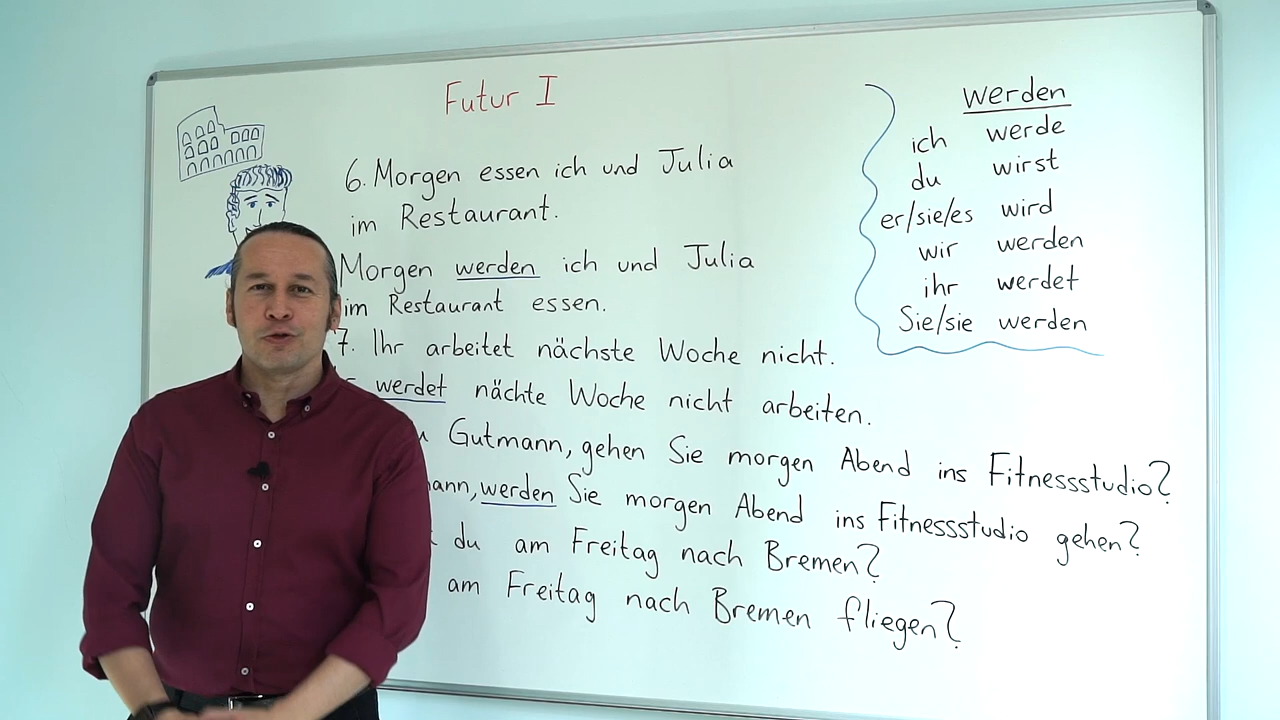 Futur I
6. Morgen essen ich und Julia
im Restaurant.
Morgen werden ich und Julia
im Restaurant essen.
7. Ihr arbeitet nächste Woche nicht.
werdet nächte Woche nicht arbeiten.
Gutmann, gehen Sie morgen Abend ins Fitnessstudio?
werden Sie morgen Abend ins Fitnessstudio gehen?
du am Freitag nach Bremen?
am Freitag nach Bremen fliegen?
werden
ich werde
du wirst
er/sie/es wird
wir werden
ihr werdet
Sie/sie werden